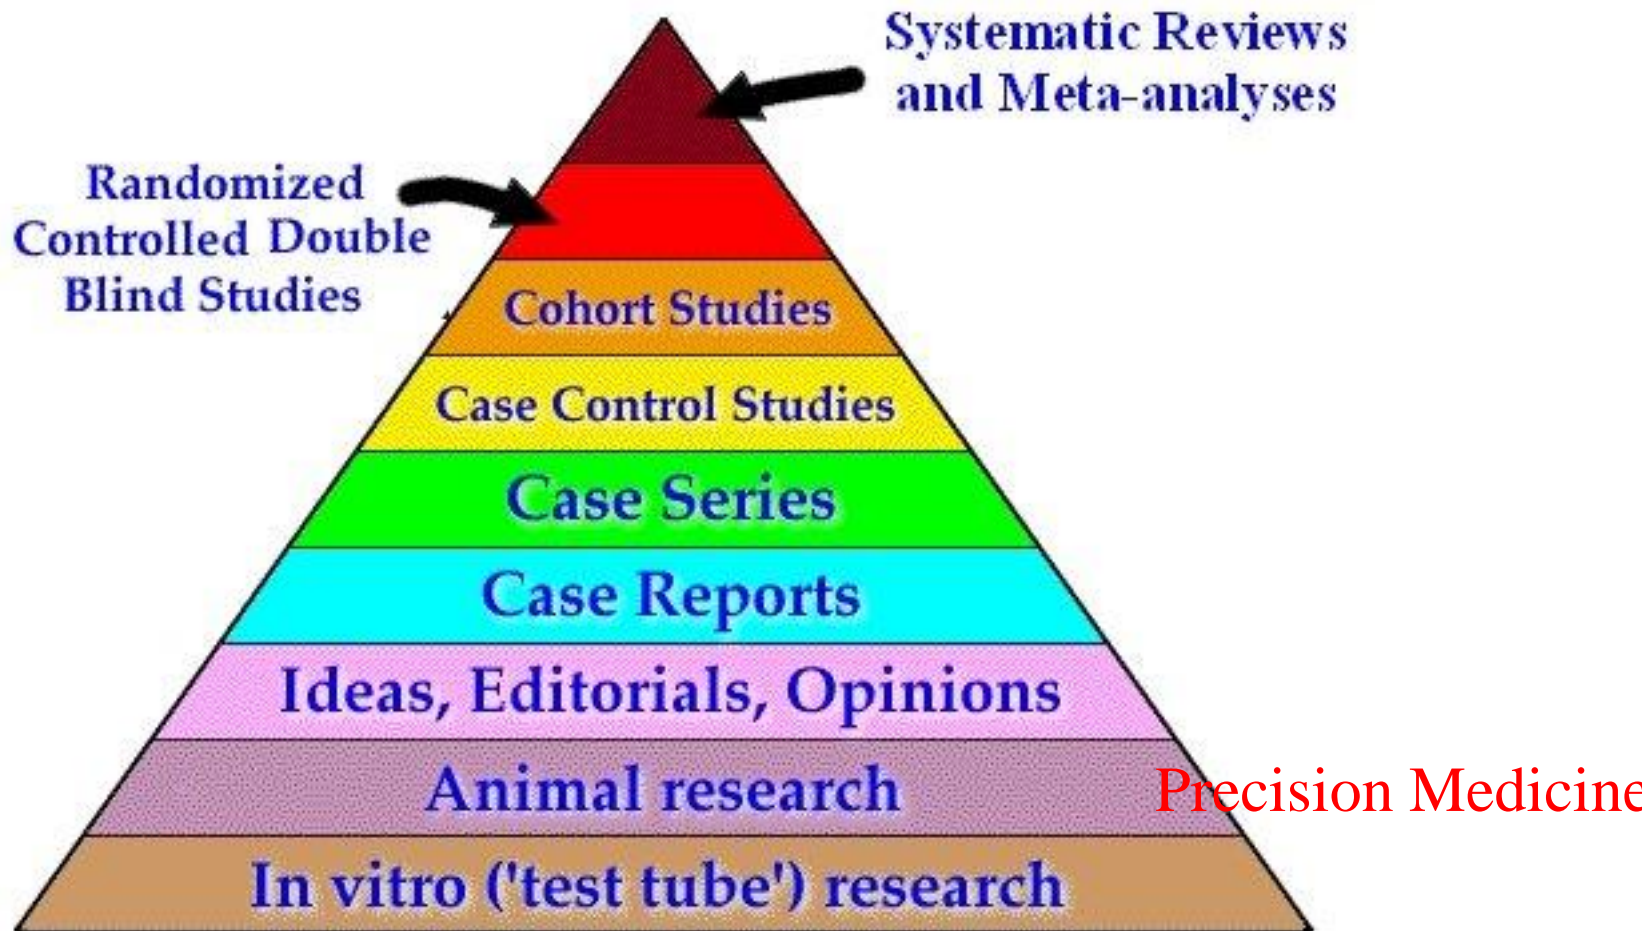 Systematic Reviews
and Meta-analyses
Randomized
Controlled Double
Blind Studies
Cohort Studies
Case Control Studies
Case Series
Case Reports
Ideas, Editorials, Opinions
Animal research
Precision Medicine
In vitro ('test tube') research